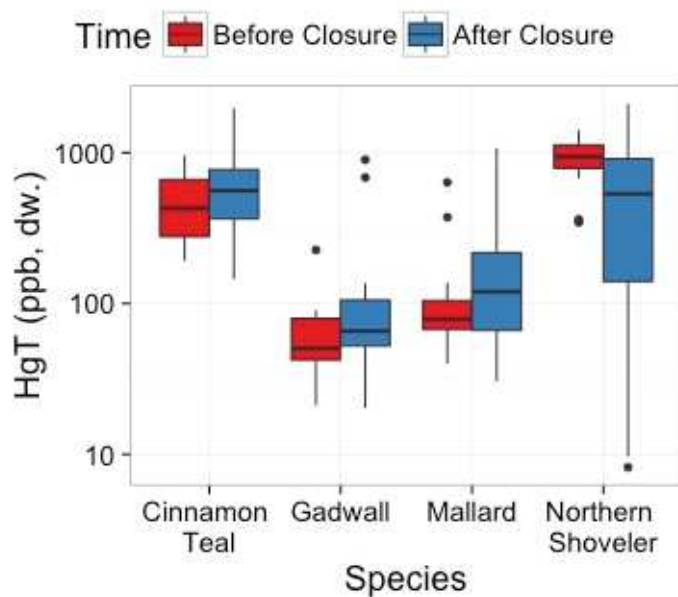 Time Before Closure After Closure
HgT (ppb, dw.)
1000
100
10
Cinnamon Teal
Gadwall
Mallard
Northern Shoveler
Species